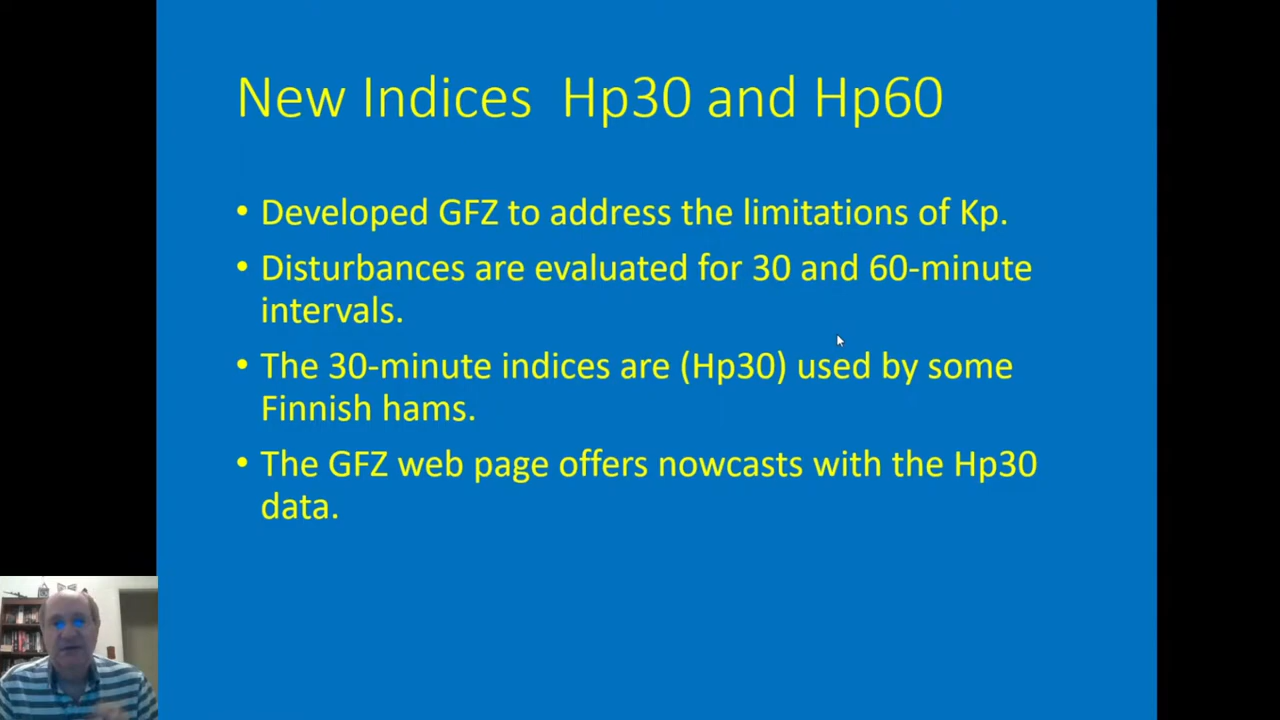 New Indices Hp30 and Hp60
• Developed GFZ to address the limitations of Kp.
• Disturbances are evaluated for 30 and 60-minute
intervals.
• The 30-minute indices are (Hp30) used by some
Finnish hams.
• The GFZ web page offers nowcasts with the Hp30
data.